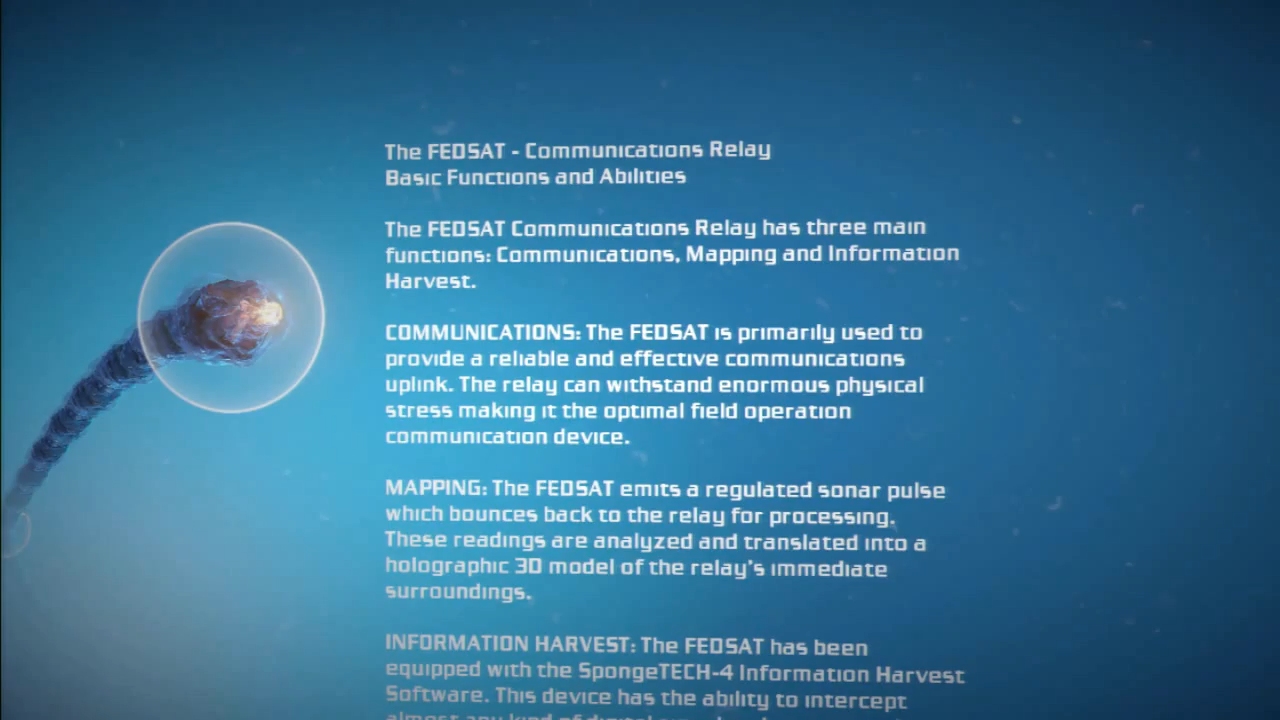 The FEDSAT - Communications Relay
Basic Functions and Abilities
The FEDSAT Communications Relay has three main
functions: Communications, Mapping and Information
Harvest.
COMMUNICATIONS: The FEDSAT is primarily used to
provide a reliable and effective communications
uplink. The relay can withstand enormous physical
stress making it the optimal field operation
communication device.
MAPPING: The FEDSAT emits a regulated sonar pulse
which bounces back to the relay for processing.
These readings are analyzed and translated into a
holographic 3D model of the relay's immediate
surroundings.
INFORMATION HARVEST: The FEDSAT has been
equipped with the SpongeTECH-4 Information Harvest
Software. This device has the ability to intercept
almost any kind of digital